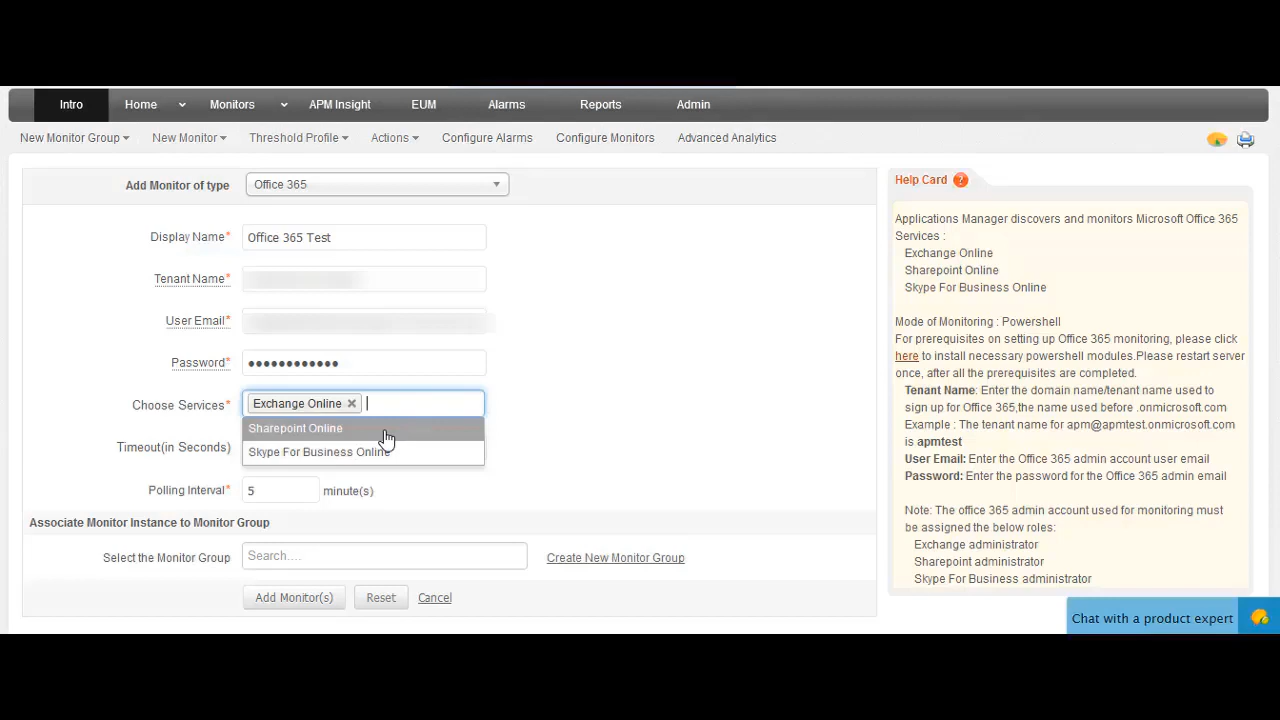 Intro Home Monitors APM Insight EUM Alarms Reports Admin
New Monitor Group New Monitor Threshold Profile Actions Configure Alarms Configure Monitors Advanced Analytics
Add Monitor of type Office 365
Display Name* Office 365 Test
Tenant Name*
User Email*
Password* ••••••••••••
Choose Services* Exchange Online ×
Sharepoint Online
Timeout(in Seconds)
Skype For Business Online
Polling Interval* 5 minute(s)
Associate Monitor Instance to Monitor Group
Select the Monitor Group Search.... Create New Monitor Group
Add Monitor(s) Reset Cancel
Help Card ?
Applications Manager discovers and monitors Microsoft Office 365
Services :
Exchange Online
Sharepoint Online
Skype For Business Online
Mode of Monitoring : Powershell
For prerequisites on setting up Office 365 monitoring, please click
here to install necessary powershell modules.Please restart server
once, after all the prerequisites are completed.
Tenant Name: Enter the domain name/tenant name used to
sign up for Office 365,the name used before .onmicrosoft.com
Example : The tenant name for apm@apmtest.onmicrosoft.com
is apmtest
User Email: Enter the Office 365 admin account user email
Password: Enter the password for the Office 365 admin email
Note: The office 365 admin account used for monitoring must
be assigned the below roles:
Exchange administrator
Sharepoint administrator
Skype For Business administrator
Chat with a product expert